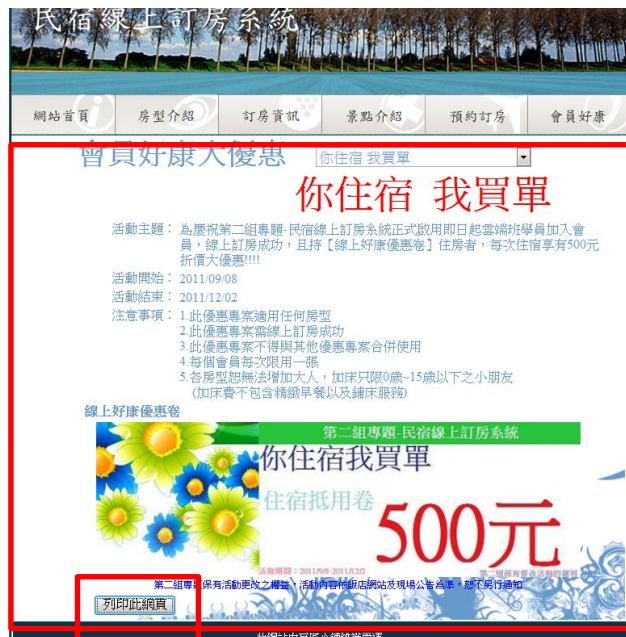 民宿線上訂房系統
網站首頁 房型介紹 訂房資訊 景點介紹 預約訂房 會員好康
會員好康大優惠 你住宿 我買單
你住宿 我買單
活動主題： 為慶祝第二組專題-民宿線上訂房系統正式啟用即日起雲端班學員加入會
員，線上訂房成功，且持【線上好康優惠卷】住房者，每次住宿享有500元
折價大優惠!!!!
活動開始： 2011/09/08
活動結束： 2011/12/02
注意事項： 1.此優惠專案適用任何房型
2.此優惠專案需線上訂房成功
3.此優惠專案不得與其他優惠專案合併使用
4.每個會員每次限用一張
5.各房型恕無法增加大人，加床只限0歲~15歲以下之小朋友
(加床費不包含精緻早餐以及鋪床服務)
線上好康優惠卷
第二組專題-民宿線上訂房系統
你住宿我買單
住宿抵用卷
500元
活動期間：2011/9/8-2011/12/2 第二組保有修改活動的權利
第二組專題保有活動更改之權益，活動內容依飯店網站及現場公告為準，恕不另行通知
列印此網頁